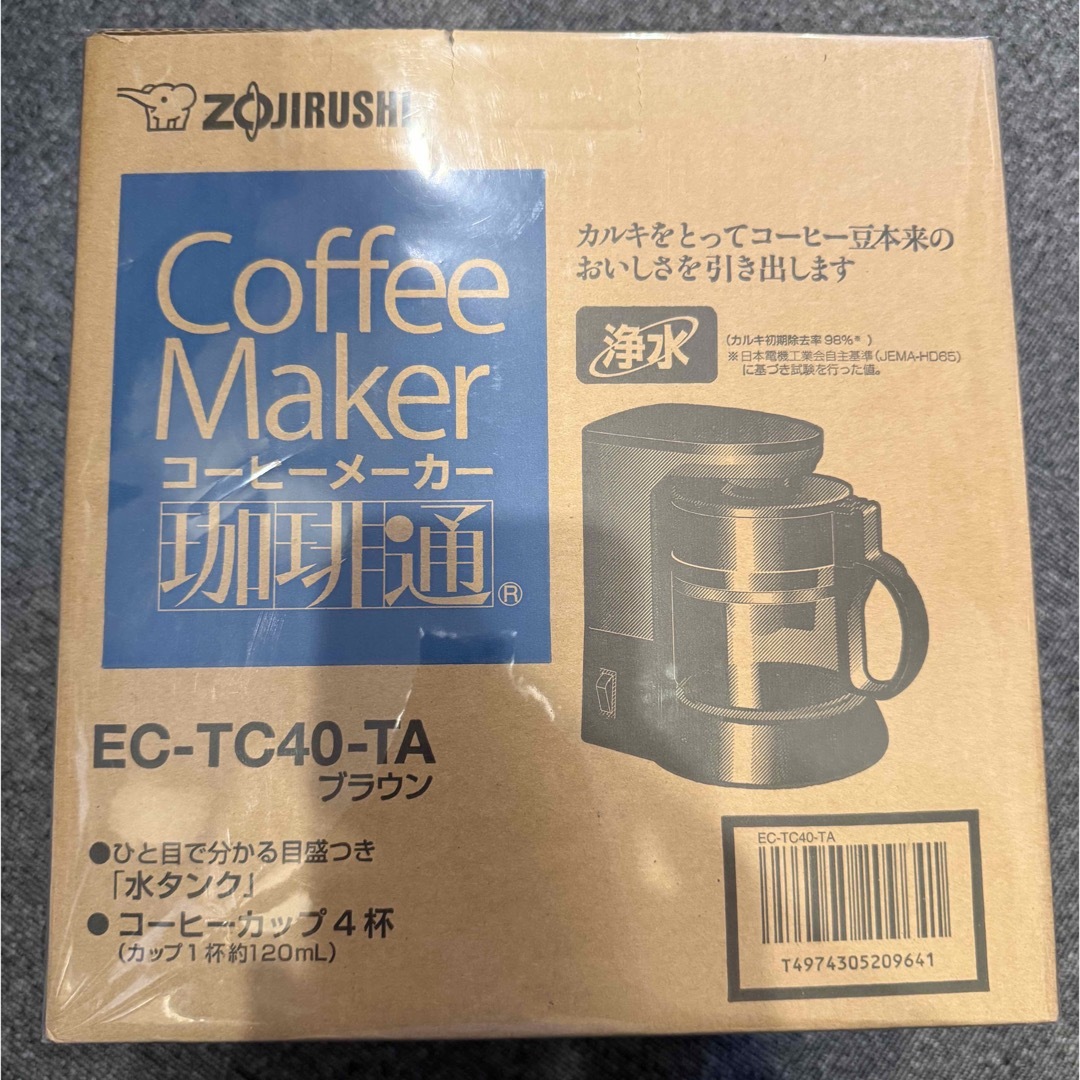 ZOJIRUSHI
Coffee
Maker
コーヒーメーカー
珈琲通®
カルキをとってコーヒー豆本来の
おいしさを引き出します
浄水
(カルキ初期除去率98%※)
※日本電機工業会自主基準(JEMA-HD65)
に基づき試験を行った値。
EC-TC40-TA
ブラウン
●ひと目で分かる目盛つき
「水タンク」
●コーヒーカップ4杯
(カップ1杯約120mL)
EC-TC40-TA
T4974305209641